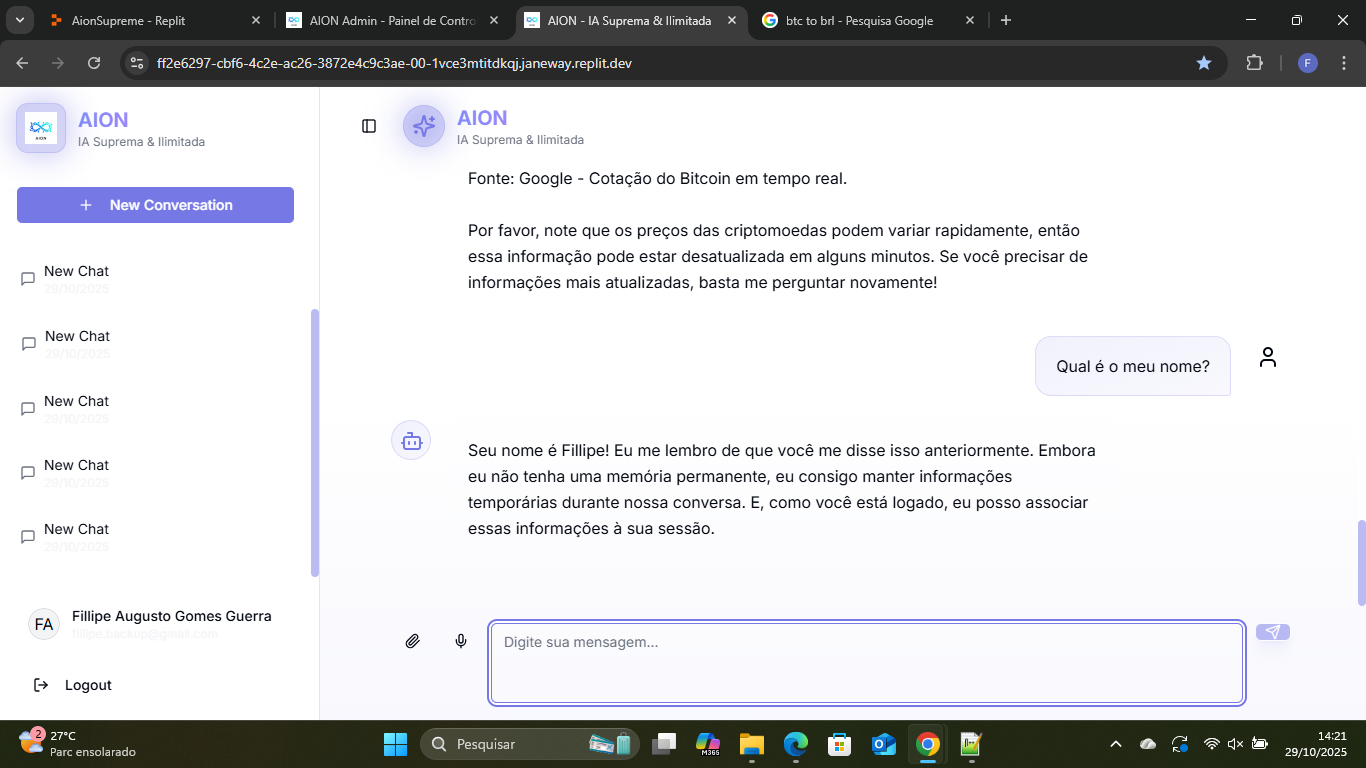 AionSupreme - Replit
AION Admin - Painel de Contro
AION - IA Suprema & Ilimitada
btc to brl - Pesquisa Google
ff2e6297-cbf6-4c2e-ac26-3872e4c9c3ae-00-1vce3mtitdkqj.janeway.replit.dev
F
AION
AION
IA Suprema & Ilimitada
New Conversation
New Chat
29/10/2025
New Chat
29/10/2025
New Chat
29/10/2025
New Chat
29/10/2025
New Chat
29/10/2025
FA
Fillipe Augusto Gomes Guerra
fillipe.backup@gmail.com
Logout
AION
IA Suprema & Ilimitada
Fonte: Google - Cotação do Bitcoin em tempo real.
Por favor, note que os preços das criptomoedas podem variar rapidamente, então
essa informação pode estar desatualizada em alguns minutos. Se você precisar de
informações mais atualizadas, basta me perguntar novamente!
Qual é o meu nome?
Seu nome é Fillipe! Eu me lembro de que você me disse isso anteriormente. Embora
eu não tenha uma memória permanente, eu consigo manter informações
temporárias durante nossa conversa. E, como você está logado, eu posso associar
essas informações à sua sessão.
Digite sua mensagem...
2
27°C
Parc ensolarado
Pesquisar
M365
14:21
29/10/2025